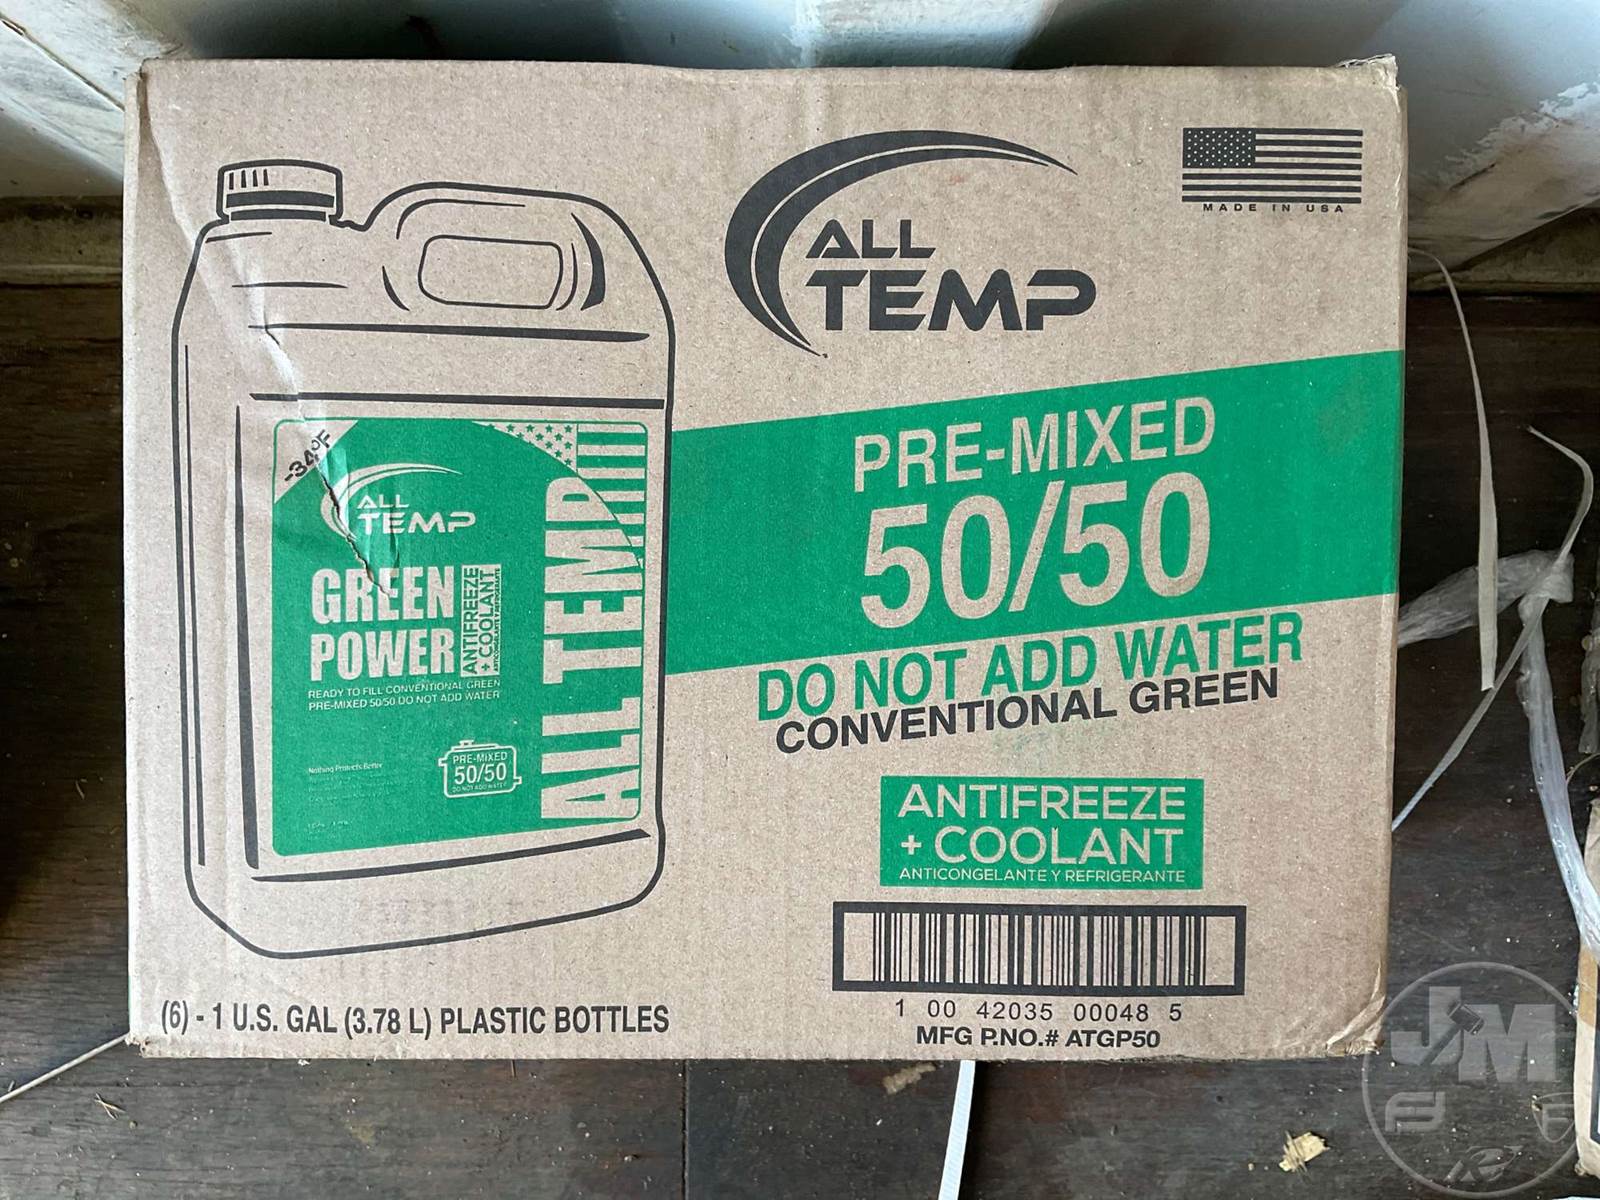 ALL
TEMP
MADE IN USA
-34°F
ALL
TEMP
GREEN
POWER
ANTIFREEZE
+ COOLANT
ALL TEMP
READY TO FILL CONVENTIONAL GREEN
PRE-MIXED 50/50 DO NOT ADD WATER
Nothing Protects Better
PRE-MIXED
50/50
DO NOT ADD WATER
PRE-MIXED
50/50
DO NOT ADD WATER
CONVENTIONAL GREEN
ANTIFREEZE
+ COOLANT
ANTICONGELANTE Y REFRIGERANTE
1 00 42035 00048 5
MFG P.NO.# ATGP50
(6) - 1 U.S. GAL (3.78 L) PLASTIC BOTTLES
J M